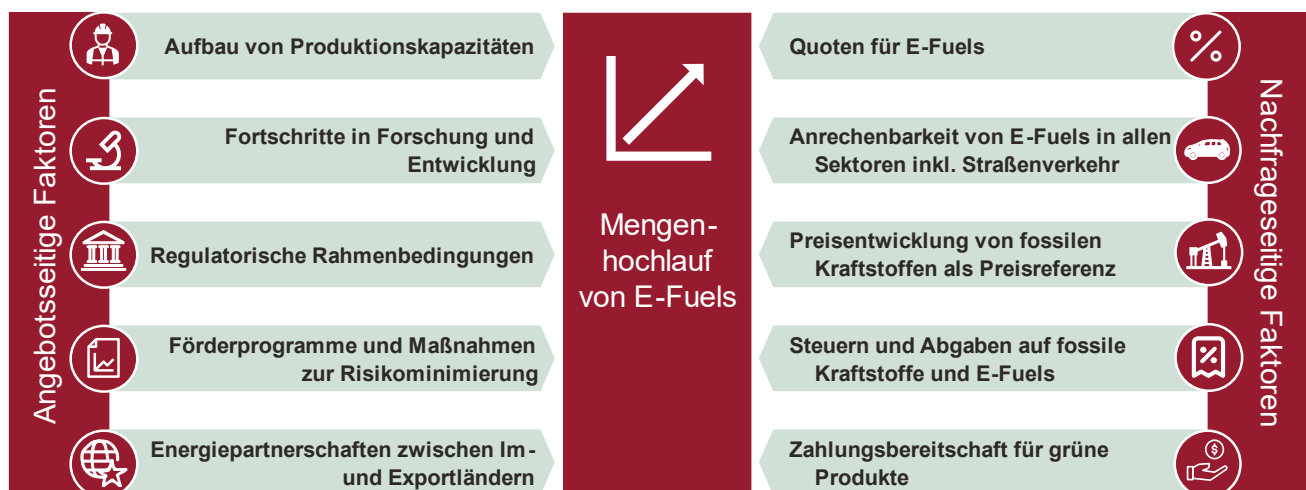 Angebotsseitige Faktoren
Aufbau von Produktionskapazitäten
Fortschritte in Forschung und
Entwicklung
Regulatorische Rahmenbedingungen
Förderprogramme und Maßnahmen
zur Risikominimierung
Energiepartnerschaften zwischen Im-
und Exportländern
Mengen-
hochlauf
von E-Fuels
Quoten für E-Fuels
%
Anrechenbarkeit von E-Fuels in allen
Sektoren inkl. Straßenverkehr
Preisentwicklung von fossilen
Kraftstoffen als Preisreferenz
Steuern und Abgaben auf fossile
Kraftstoffe und E-Fuels
%
Zahlungsbereitschaft für grüne
Produkte
$
Nachfrageseitige Faktoren